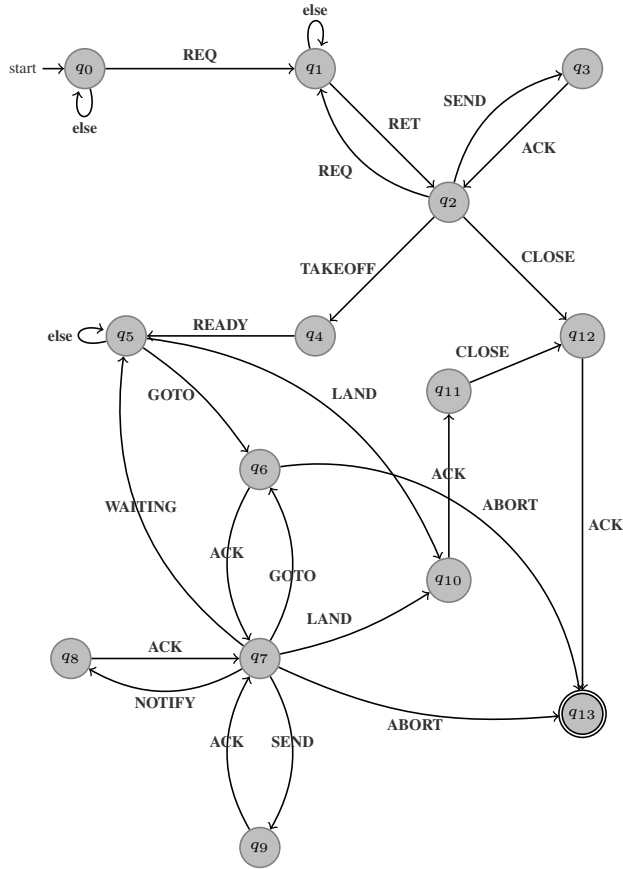 else
start
q0
REQ
q1
q3
else
SEND
RET
ACK
REQ
q2
TAKEOFF
CLOSE
else
q5
READY
q4
q12
CLOSE
GOTO
LAND
q11
q6
ACK
WAITING
ABORT
ACK
ACK
GOTO
q10
LAND
q8
ACK
q7
NOTIFY
ABORT
q13
ACK
SEND
q9